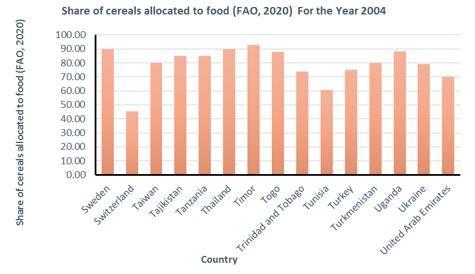 Share of cereals allocated to food (FAO, 2020)  For the Year 2004
Share of cereals allocated to food (FAO, 2020)
100.00
90.00
80.00
70.00
60.00
50.00
40.00
30.00
20.00
10.00
0.00
Sweden
Switzerland
Taiwan
Tajikistan
Tanzania
Thailand
Timor
Togo
Trinidad and Tobago
Tunisia
Turkey
Turkmenistan
Uganda
Ukraine
United Arab Emirates
Country